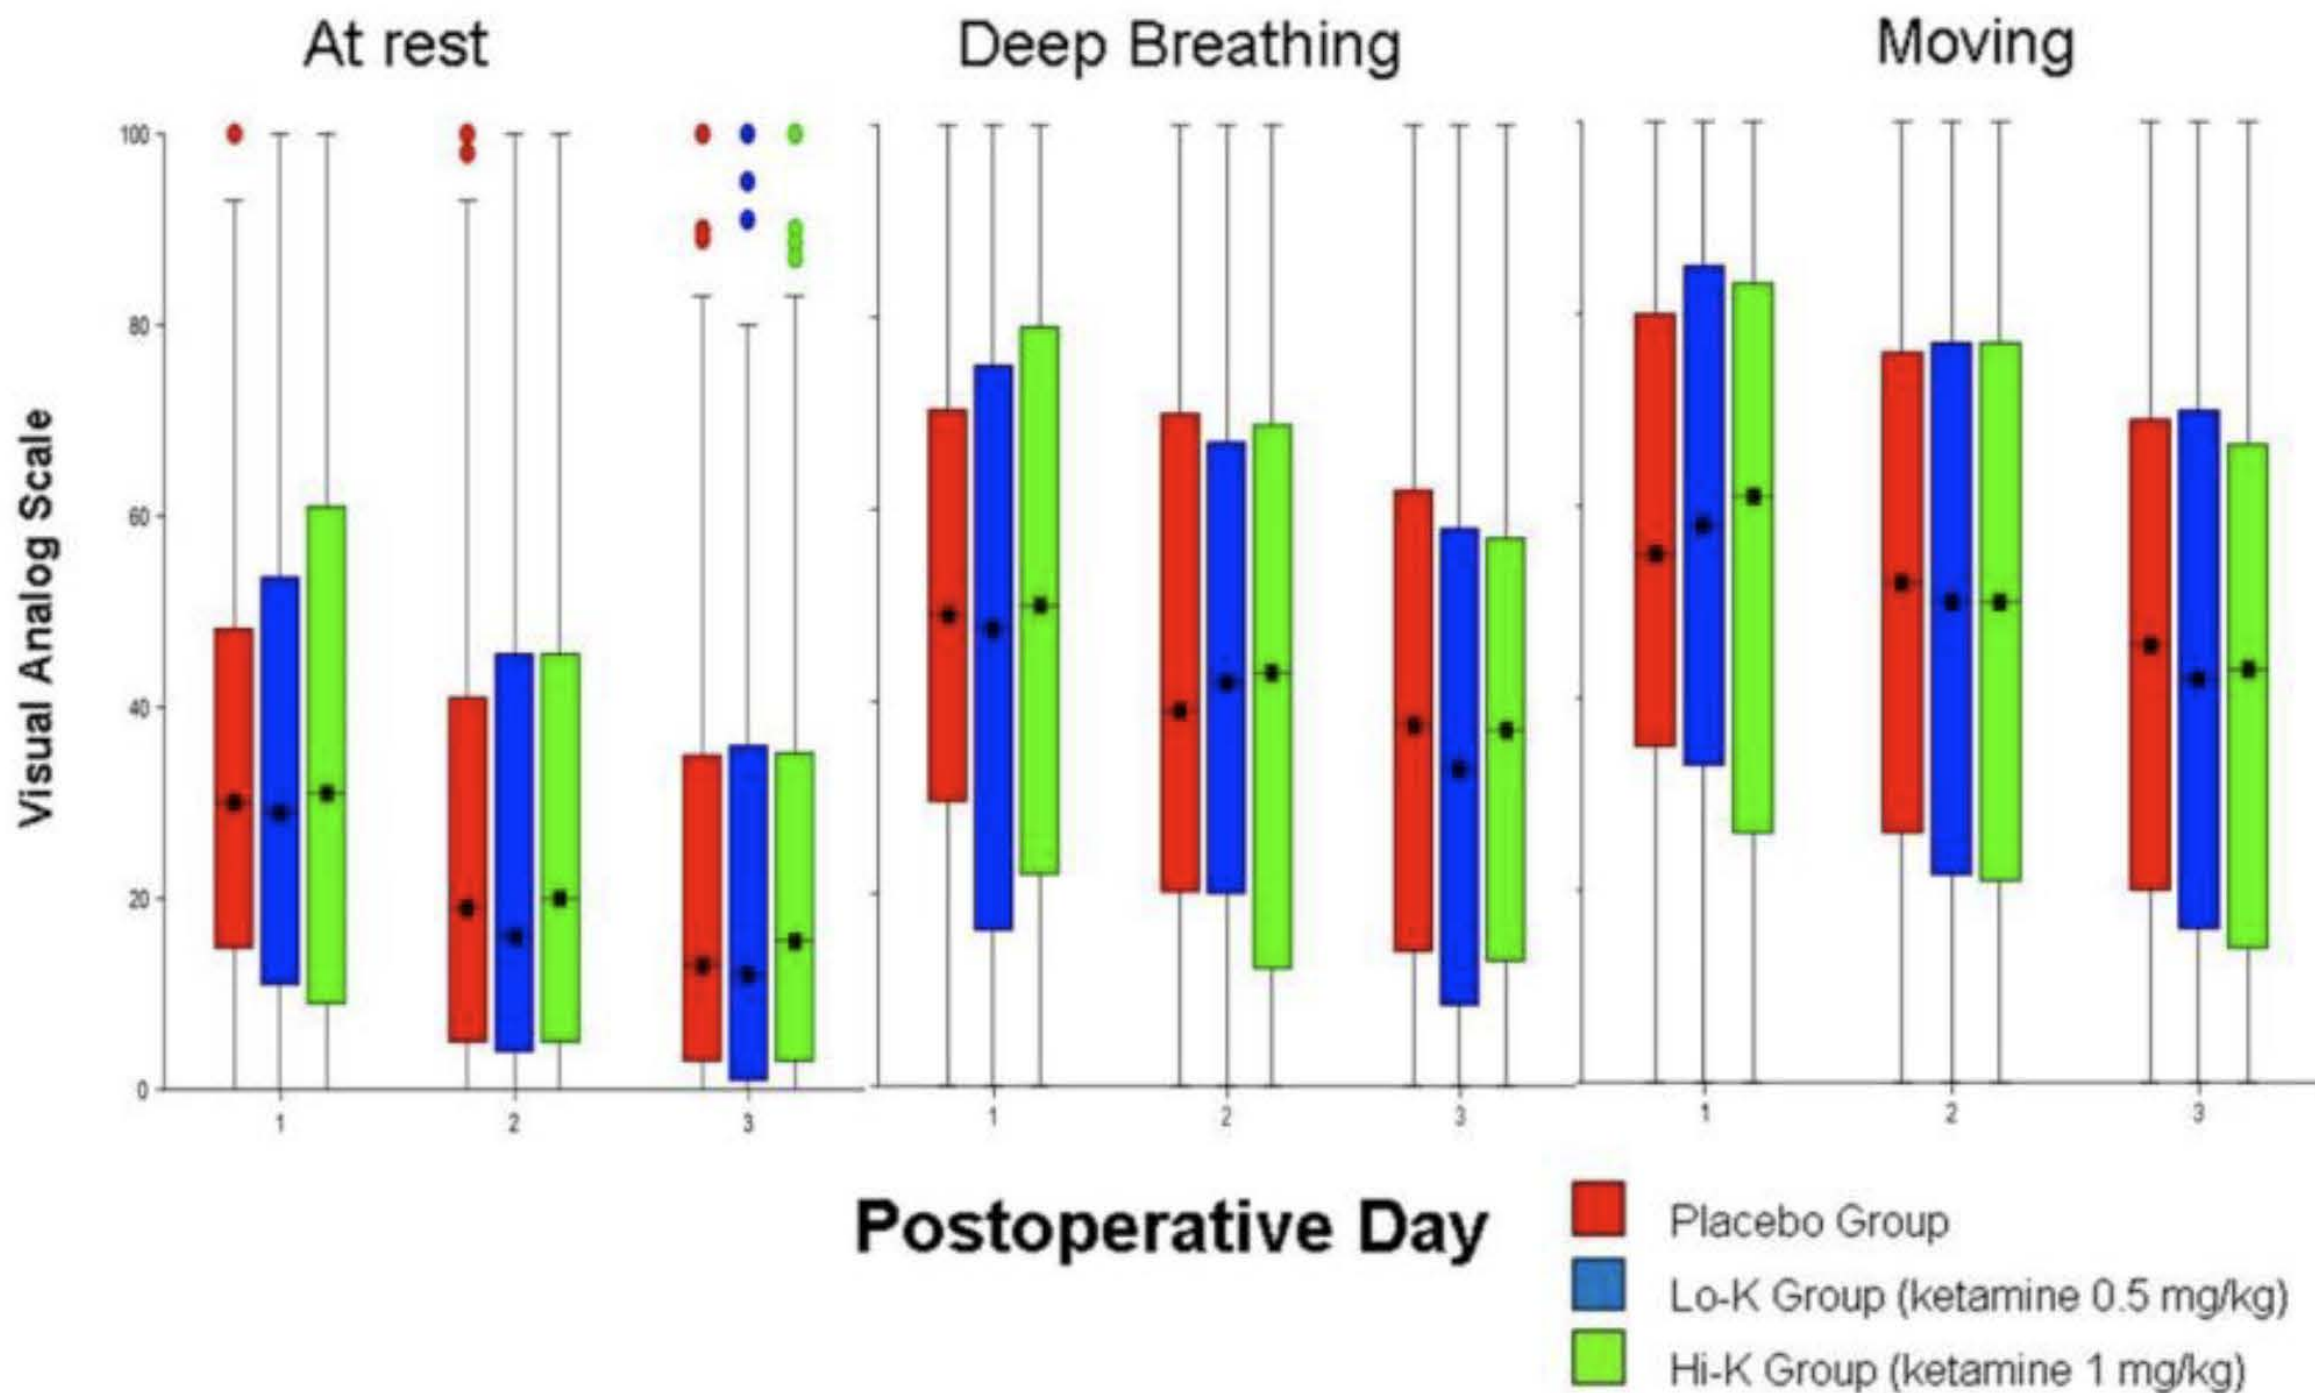 At rest
Deep Breathing
Moving
Visual Analog Scale
100
80
60
40
20
0
1 2 3
1 2 3
1 2 3
Postoperative Day
Placebo Group
Lo-K Group (ketamine 0.5 mg/kg)
Hi-K Group (ketamine 1 mg/kg)